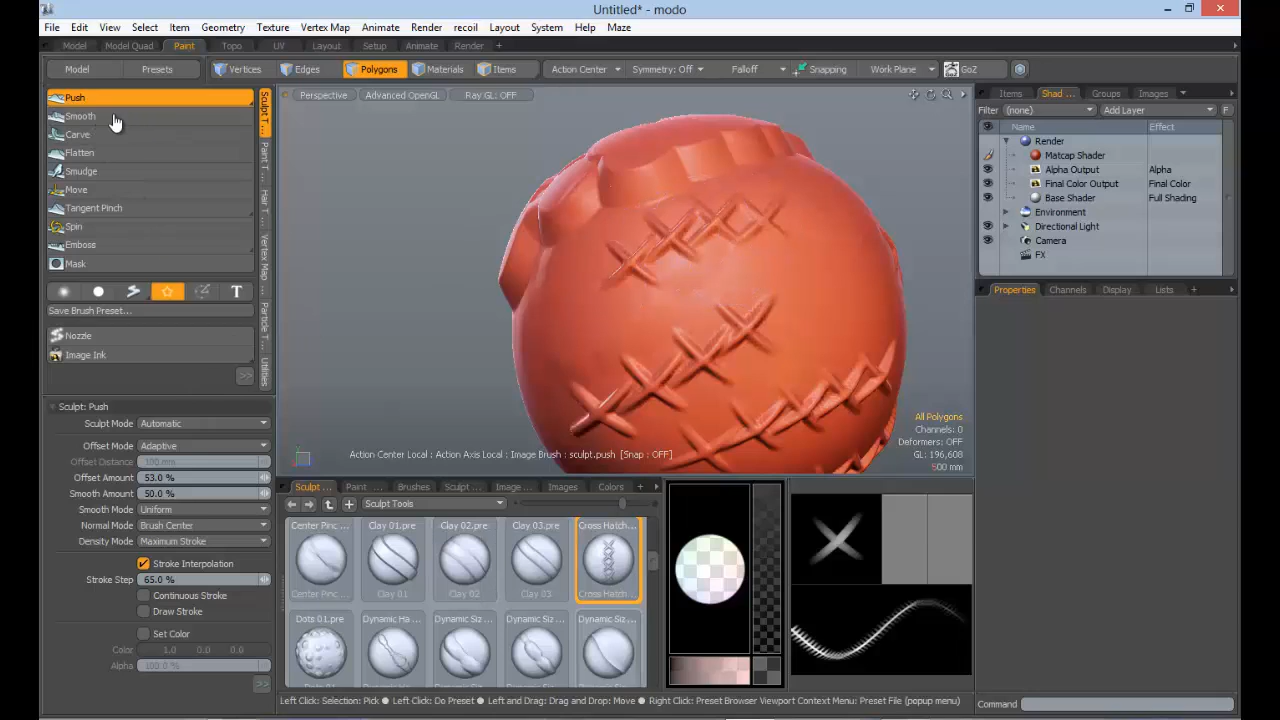 Untitled* - modo
File Edit View Select Item Geometry Texture Vertex Map Animate Render recoil Layout System Help Maze
Model Model Quad Paint Topo UV Layout Setup Animate Render +
Model Presets Vertices Edges Polygons Materials Items Action Center Symmetry: Off Falloff Snapping Work Plane GoZ
Push
Smooth
Carve
Flatten
Smudge
Move
Tangent Pinch
Spin
Emboss
Mask
T
Save Brush Preset...
Nozzle
Image Ink
>>
Sculpt T ...
Paint T ...
Hair T ...
Vertex Map ...
Particle T ...
Utilities
Sculpt: Push
Sculpt Mode Automatic
Offset Mode Adaptive
Offset Distance 100 mm
Offset Amount 53.0 %
Smooth Amount 50.0 %
Smooth Mode Uniform
Normal Mode Brush Center
Density Mode Maximum Stroke
Stroke Interpolation
Stroke Step 65.0 %
Continuous Stroke
Draw Stroke
Set Color
Color 1.0 0.0 0.0
Alpha 100.0 %
>>
Perspective Advanced OpenGL Ray GL: OFF
All Polygons
Channels: 0
Deformers: OFF
GL: 196,608
500 mm
Action Center Local : Action Axis Local : Image Brush : sculpt.push [Snap : OFF]
Sculpt ... Paint ... Brushes Sculpt ... Image ... Images Colors +
Sculpt Tools
Center Pinc ... Clay 01.pre Clay 02.pre Clay 03.pre Cross Hatch...
Center Pinc ... Clay 01 Clay 02 Clay 03 Cross Hatch...
Dots 01.pre Dynamic Ha ... Dynamic Siz ... Dynamic Siz ... Dynamic Siz ...
Items Shad ... Groups Images
Filter (none) Add Layer F
Name Effect
Render
Matcap Shader
Alpha Output Alpha
Final Color Output Final Color
Base Shader Full Shading
Environment
Directional Light
Camera
FX
Properties Channels Display Lists +
Left Click: Selection: Pick ● Left Click: Do Preset ● Left and Drag: Drag and Drop: Move ● Right Click: Preset Browser Viewport Context Menu: Preset File (popup menu)
Command